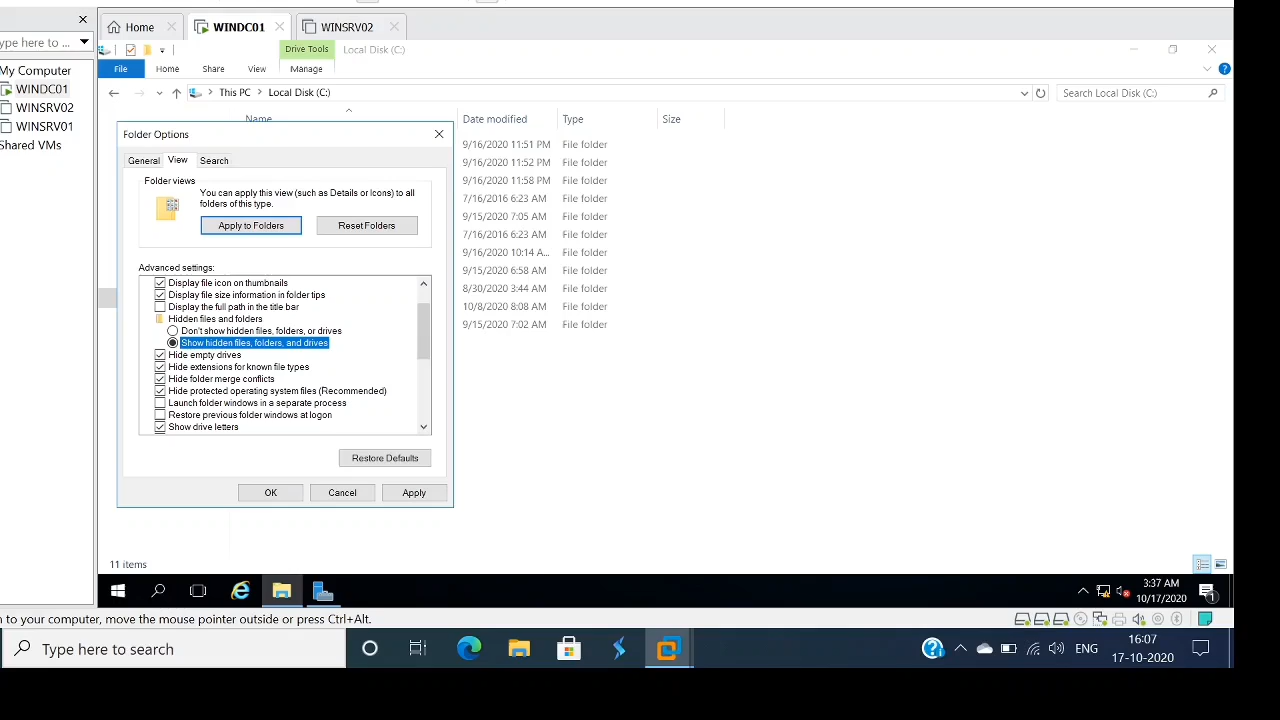 Home
WINDC01
WINSRV02
ype here to ...
Drive Tools
Local Disk (C:)
File
Home
Share
View
Manage
My Computer
WINDC01
WINSRV02
WINSRV01
Shared VMs
This PC
Local Disk (C:)
Search Local Disk (C:)
Name
Date modified
Type
Size
9/16/2020 11:51 PM File folder
9/16/2020 11:52 PM File folder
9/16/2020 11:58 PM File folder
7/16/2016 6:23 AM File folder
9/15/2020 7:05 AM File folder
7/16/2016 6:23 AM File folder
9/16/2020 10:14 A... File folder
9/15/2020 6:58 AM File folder
8/30/2020 3:44 AM File folder
10/8/2020 8:08 AM File folder
9/15/2020 7:02 AM File folder
Folder Options
General
View
Search
Folder views
You can apply this view (such as Details or Icons) to all
folders of this type.
Apply to Folders
Reset Folders
Advanced settings:
Display file icon on thumbnails
Display file size information in folder tips
Display the full path in the title bar
Hidden files and folders
Don't show hidden files, folders, or drives
Show hidden files, folders, and drives
Hide empty drives
Hide extensions for known file types
Hide folder merge conflicts
Hide protected operating system files (Recommended)
Launch folder windows in a separate process
Restore previous folder windows at logon
Show drive letters
Restore Defaults
OK
Cancel
Apply
11 items
3:37 AM
10/17/2020
1
n to your computer, move the mouse pointer outside or press Ctrl+Alt.
Type here to search
ENG
16:07
17-10-2020